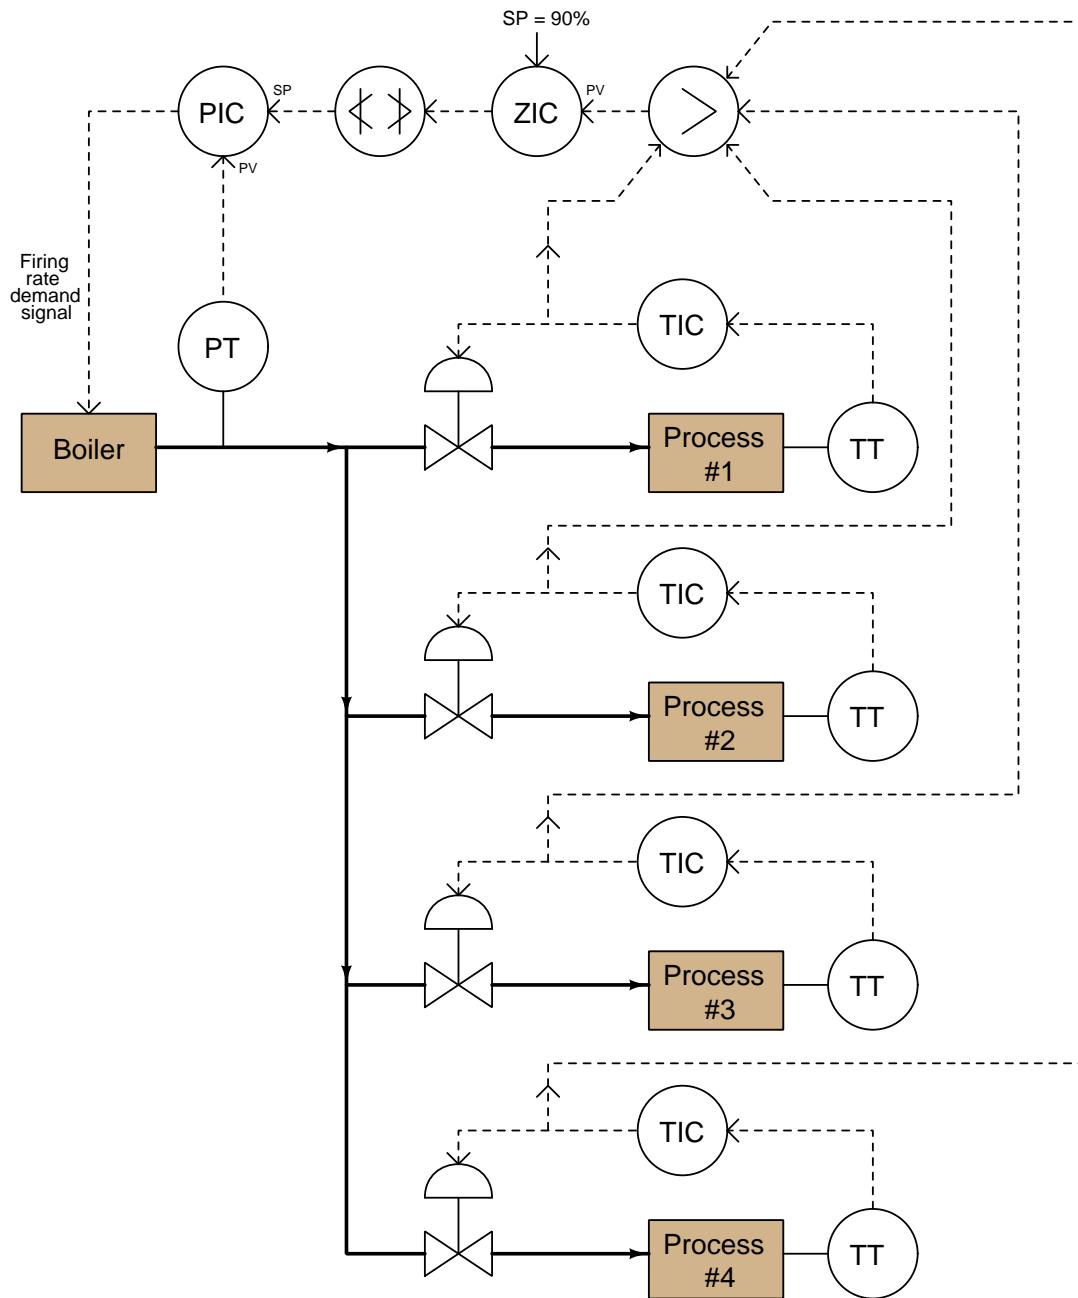 SP = 90%
PIC
SP
ZIC
PV
>
PV
Firing
rate
demand
signal
PT
TIC
Boiler
Process
#1
TT
TIC
Process
#2
TT
TIC
Process
#3
TT
TIC
Process
#4
TT